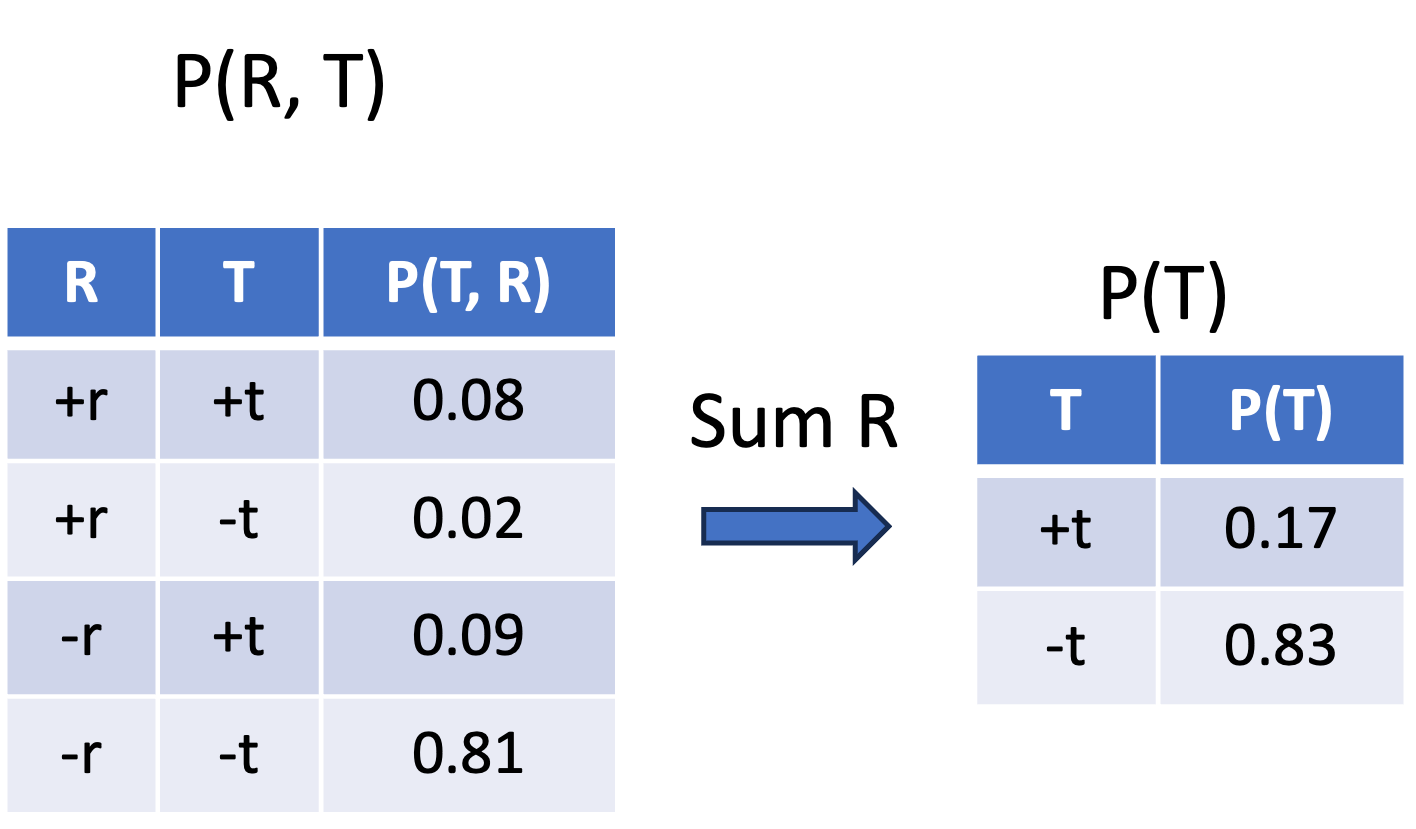 P(R, T)
R T P(T, R)
+r +t 0.08
+r -t 0.02
-r +t 0.09
-r -t 0.81
Sum R
P(T)
T P(T)
+t 0.17
-t 0.83